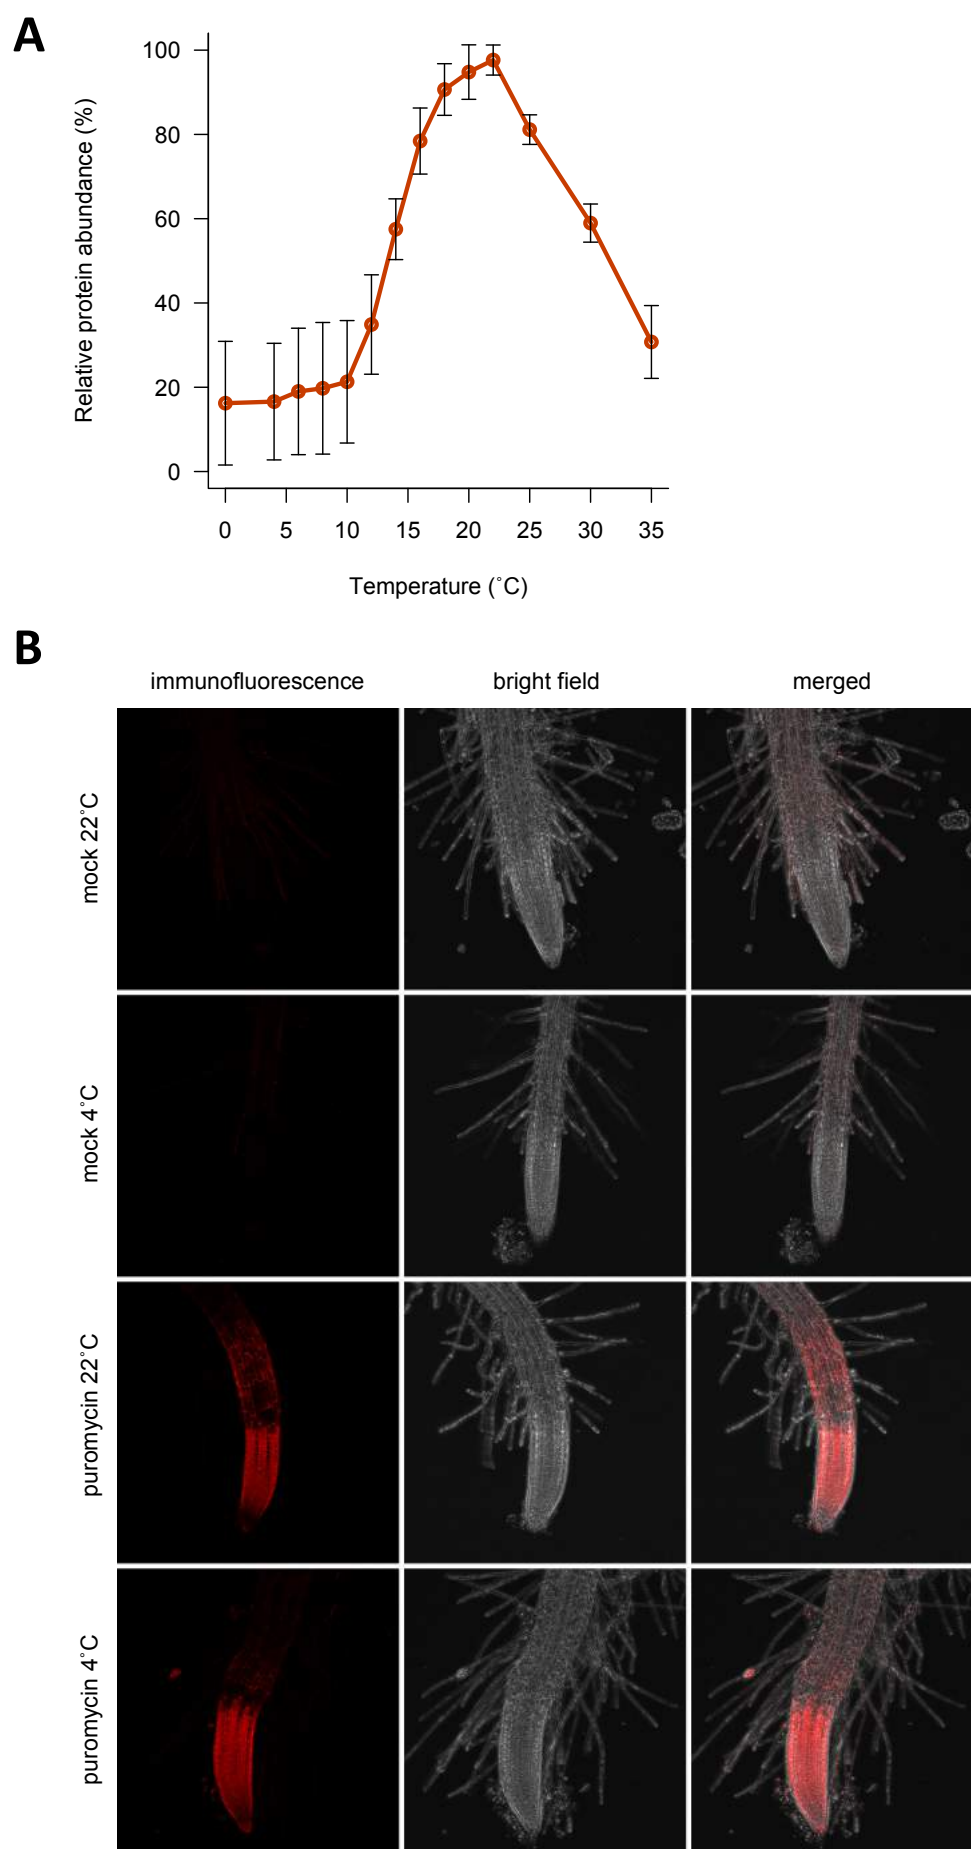 A
Relative protein abundance (%)
100
80
60
40
20
0
0 5 10 15 20 25 30 35
Temperature (˚C)
B
immunofluorescence bright field merged
mock 22˚C
mock 4˚C
puromycin 22˚C
puromycin 4˚C